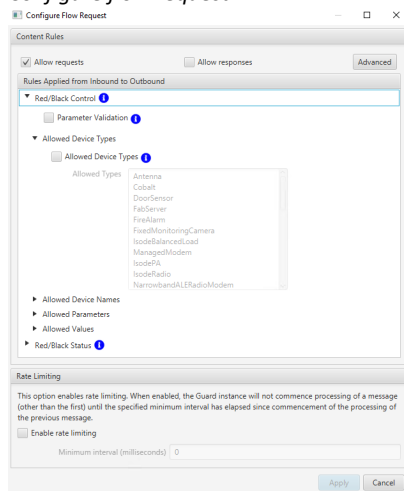 Configure Flow Request
Content Rules
Allow requests
Allow responses
Advanced
Rules Applied from Inbound to Outbound
Red/Black Control
Parameter Validation
Allowed Device Types
Allowed Device Types
Allowed Types
Antenna
Cobalt
DoorSensor
FabServer
FireAlarm
FixedMonitoringCamera
IsodeBalancedLoad
ManagedModem
IsodePA
IsodeRadio
NarrowbandALERadioModem
Allowed Device Names
Allowed Parameters
Allowed Values
Red/Black Status
Rate Limiting
This option enables rate limiting. When enabled, the Guard instance will not commence processing of a message
(other than the first) until the specified minimum interval has elapsed since commencement of the processing of
the previous message.
Enable rate limiting
Minimum interval (milliseconds) 0
Apply
Cancel